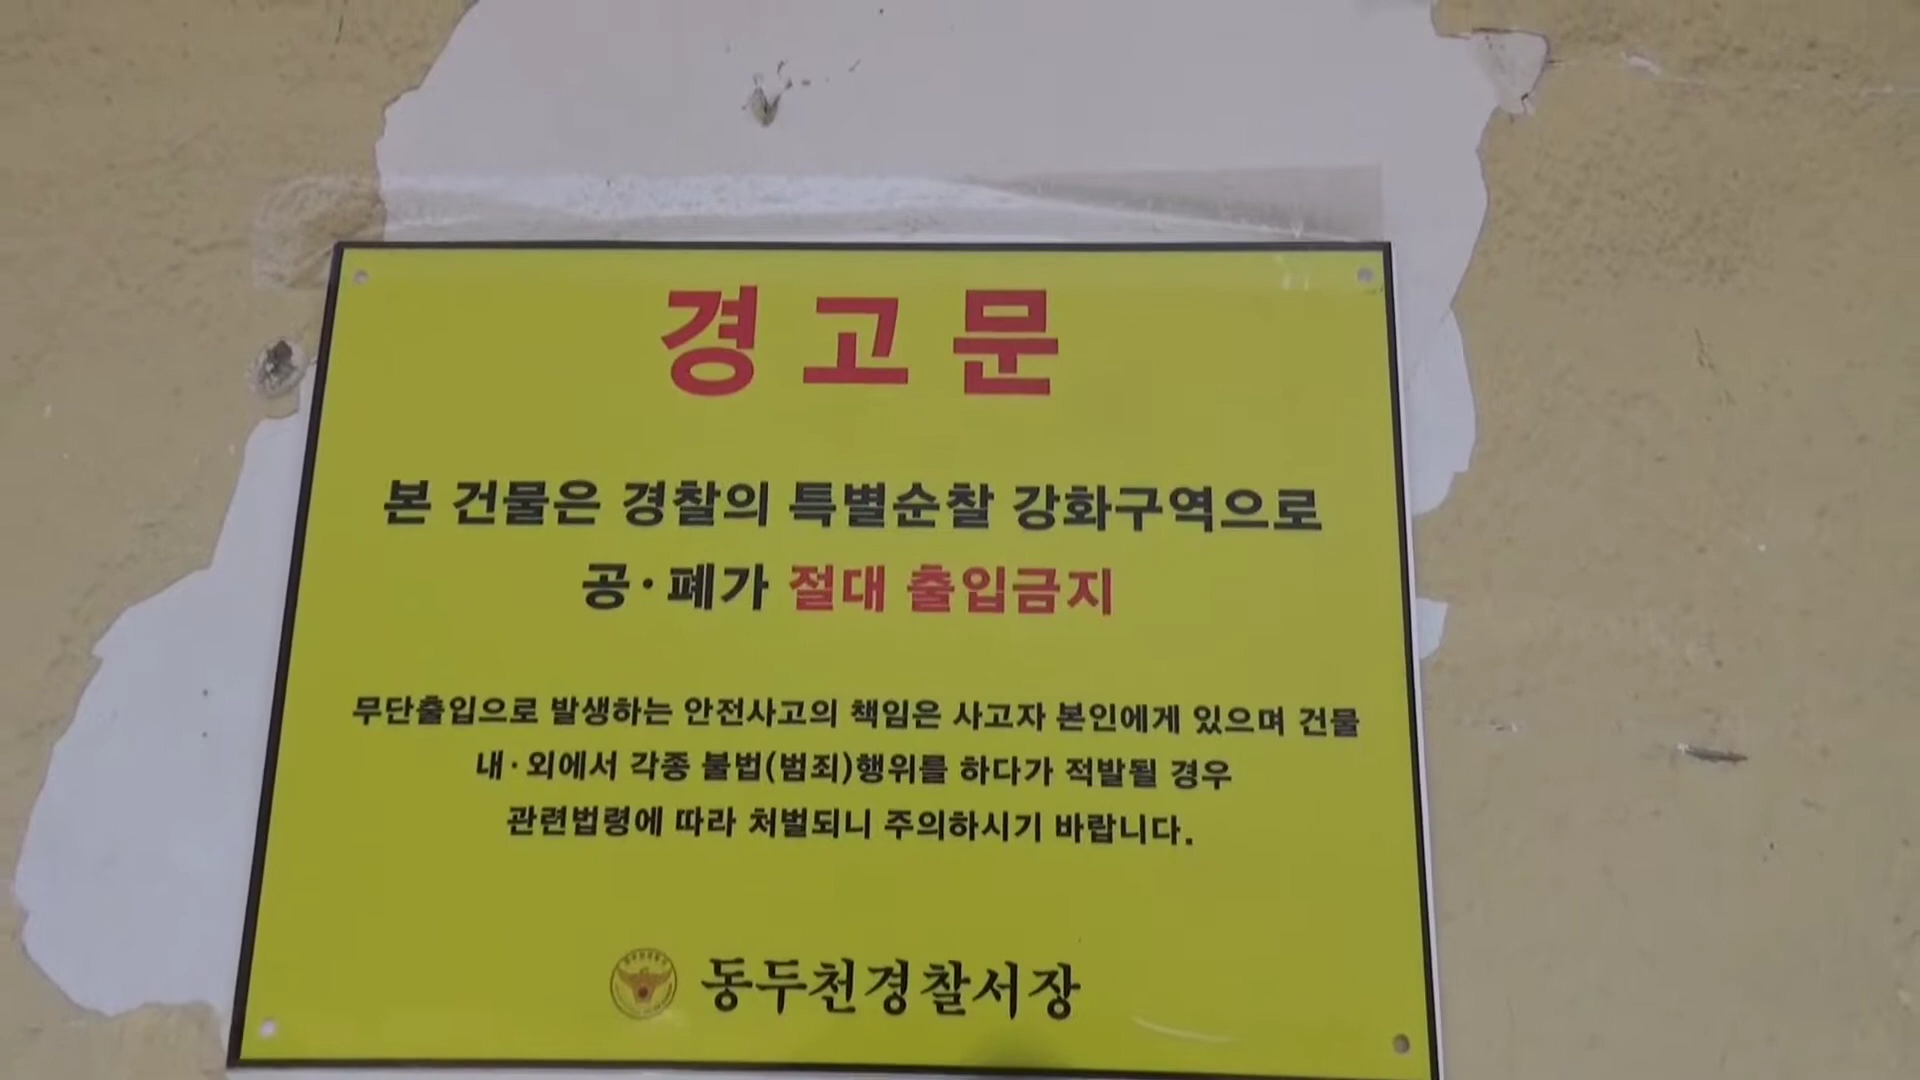 경고문
본 건물은 경찰의 특별순찰 강화구역으로
공·폐가 절대 출입금지
무단출입으로 발생하는 안전사고의 책임은 사고자 본인에게 있으며 건물
내·외에서 각종 불법(범죄)행위를 하다가 적발될 경우
관련법령에 따라 처벌되니 주의하시기 바랍니다.
동두천경찰서장